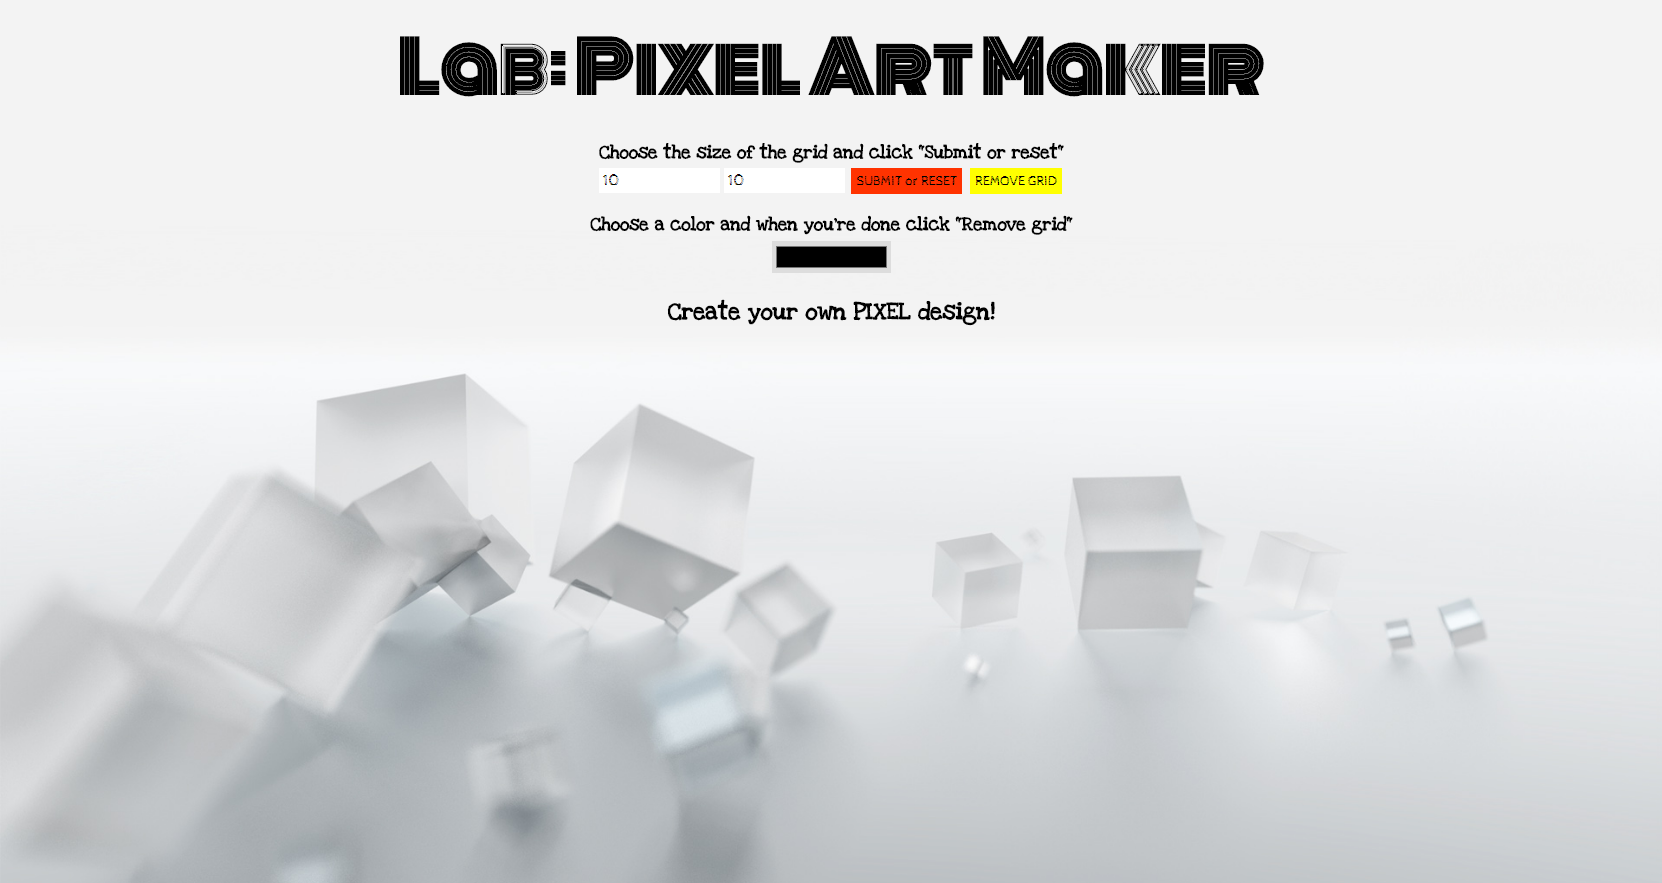 Lab: Pixel Art Maker
Choose the size of the grid and click "Submit or reset"
10 10 SUBMIT or RESET REMOVE GRID
Choose a color and when you're done click "Remove grid"
Create your own PIXEL design!